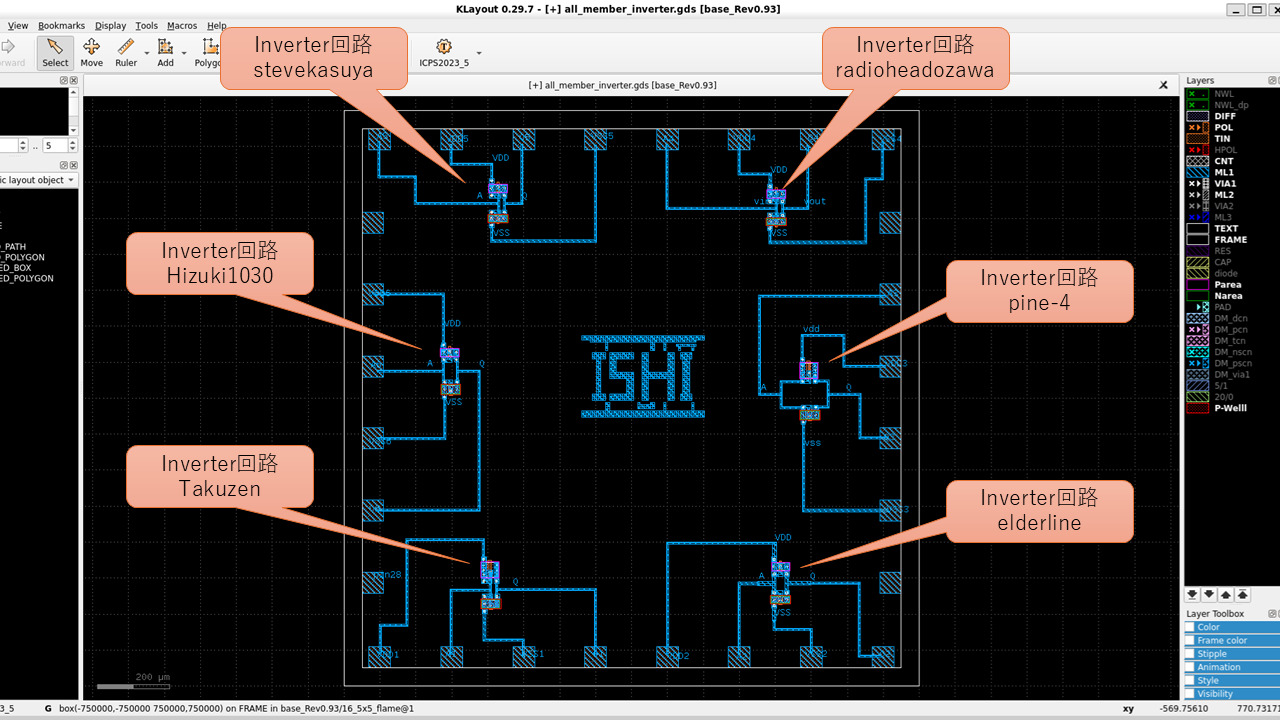 KLayout 0.29.7 - [+] all_member_inverter.gds [base_Rev0.93]
View Bookmarks Display Tools Macros Help
Select Move Ruler Add ICPS2023_5
[+] all_member_inverter.gds [base_Rev0.93]
Inverter回路
stevekasuya
Inverter回路
radioheadozawa
Inverter回路
Hizuki1030
Inverter回路
pine-4
Inverter回路
Takuzen
Inverter回路
elderline
.. 5
ic layout object
D_PATH
D_POLYGON
ED_BOX
ED_POLYGON
VDD
A
VSS
VDD
vout
VSS
VDD
A Q
VSS
ISHI
vdd
A Q
vss
Q
VDD
A Q
VSS
200 µm
Layers
NWL
NWL_dp
DIFF
POL
TIN
HPOL
CNT
ML1
VIA1
ML2
VIA2
ML3
TEXT
FRAME
RES
CAP
diode
Parea
Narea
PAD
DM_dcn
DM_pcn
DM_tcn
DM_nscn
DM_pscn
DM_via1
5/1
20/0
P-Welll
Layer Toolbox
Color
Frame color
Stipple
Animation
Style
Visibility
3_5 G box(-750000,-750000 750000,750000) on FRAME in base_Rev0.93/16_5x5_flame@1 xy -569.75610